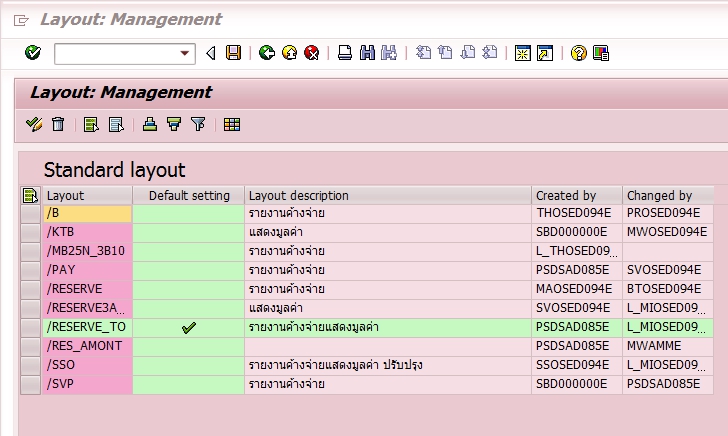 Layout: Management
Layout: Management
Standard layout
Layout Default setting Layout description Created by Changed by
/B รายงานค้างจ่าย THOSED094E PROSED094E
/KTB แสดงมูลค่า SBD000000E MWOSED094E
/MB25N_3B10 รายงานค้างจ่าย L_THOSED09...
/PAY รายงานค้างจ่าย PSDSAD085E SVOSED094E
/RESERVE รายงานค้างจ่าย MAOSED094E BTOSED094E
/RESERVE3A... แสดงมูลค่า SVOSED094E L_MIOSED09...
/RESERVE_TO รายงานค้างจ่ายแสดงมูลค่า PSDSAD085E L_MIOSED09...
/RES_AMONT PSDSAD085E MWAMME
/SSO รายงานค้างจ่ายแสดงมูลค่า ปรับปรุง SSOSED094E L_MIOSED09...
/SVP รายงานค้างจ่าย SBD000000E PSDSAD085E